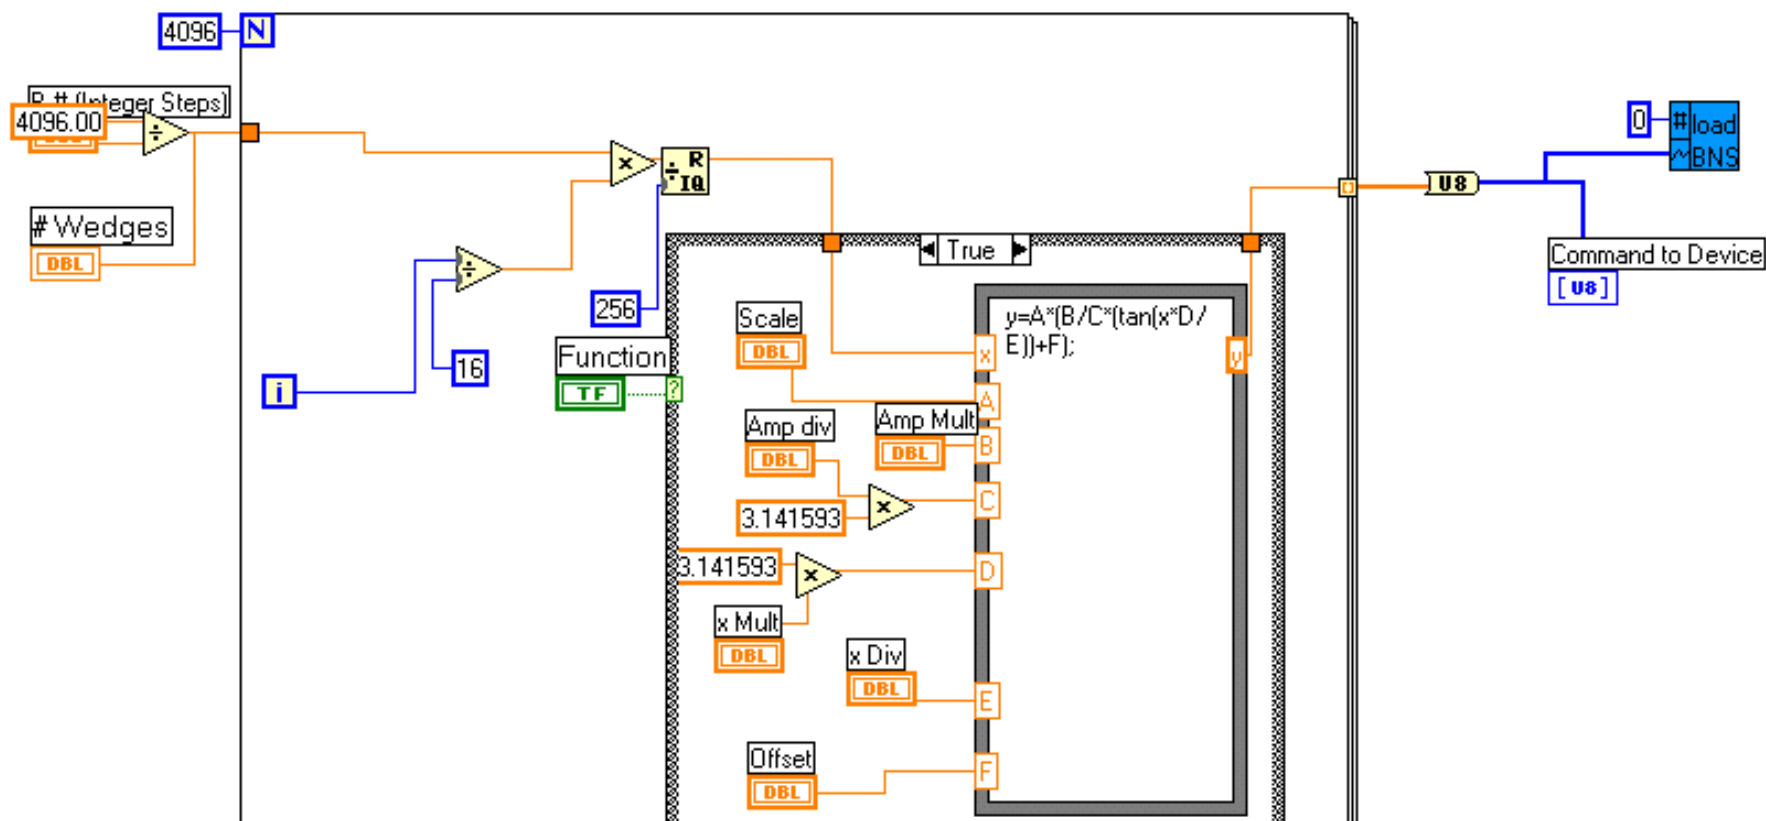 4096
N
# (Integer Steps)
4096.00
÷
# Wedges
DBL
÷
16
i
×
÷
R
IQ
256
Function
TF
?
True
Scale
DBL
Amp div
DBL
Amp Mult
DBL
3.141593
×
3.141593
×
x Mult
DBL
x Div
DBL
Offset
DBL
x
A
B
C
D
E
F
y=A*(B/C*(tan(x*D/
E))+F);
y
U8
0
# load
BNS
Command to Device
[U8]